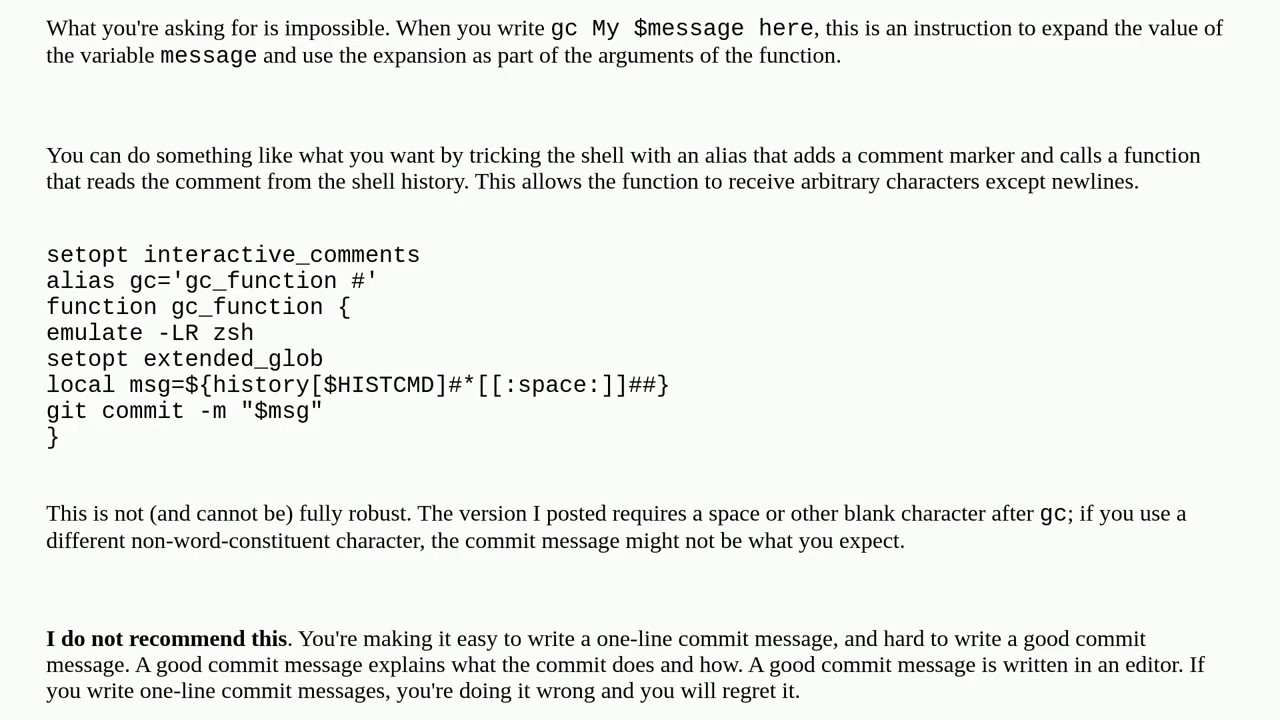 What you're asking for is impossible. When you write gc My $message here, this is an instruction to expand the value of
the variable message and use the expansion as part of the arguments of the function.
You can do something like what you want by tricking the shell with an alias that adds a comment marker and calls a function
that reads the comment from the shell history. This allows the function to receive arbitrary characters except newlines.
setopt interactive_comments
alias gc='gc_function #'
function gc_function {
emulate -LR zsh
setopt extended_glob
local msg=${history[$HISTCMD]#*[[:space:]]##}
git commit -m "$msg"
}
This is not (and cannot be) fully robust. The version I posted requires a space or other blank character after gc; if you use a
different non-word-constituent character, the commit message might not be what you expect.
I do not recommend this. You're making it easy to write a one-line commit message, and hard to write a good commit
message. A good commit message explains what the commit does and how. A good commit message is written in an editor. If
you write one-line commit messages, you're doing it wrong and you will regret it.